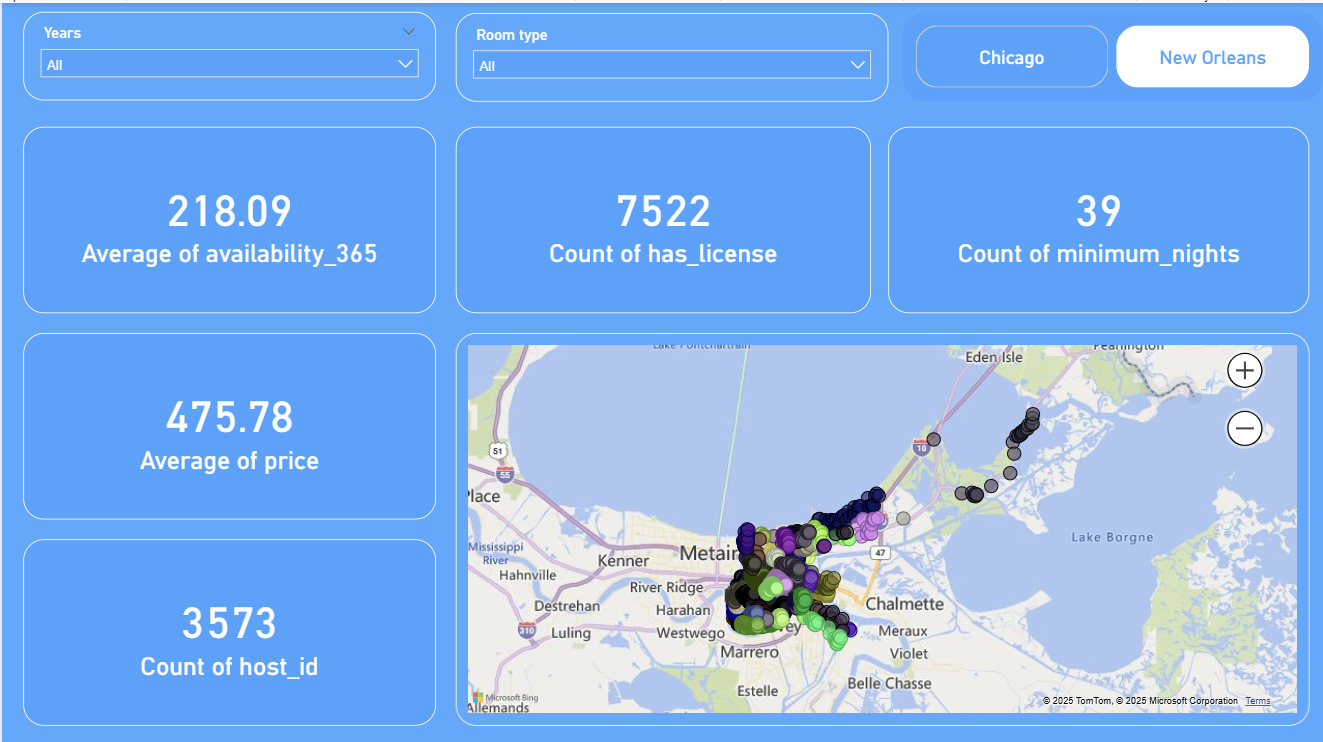 Years
All
Room type
All
Chicago
New Orleans
218.09
Average of availability_365
7522
Count of has_license
39
Count of minimum_nights
475.78
Average of price
3573
Count of host_id
Lake Pontchartrain
Eden Isle
Pearlington
51
55
10
lace
Mississippi
River
Kenner
Metair
47
Lake Borgne
Hahnville
River Ridge
Destrehan
Harahan
Chalmette
310
Luling
Westwego
vey
Meraux
Marrero
Violet
Estelle
Belle Chasse
Microsoft Bing
Allemands
© 2025 TomTom, © 2025 Microsoft Corporation Terms